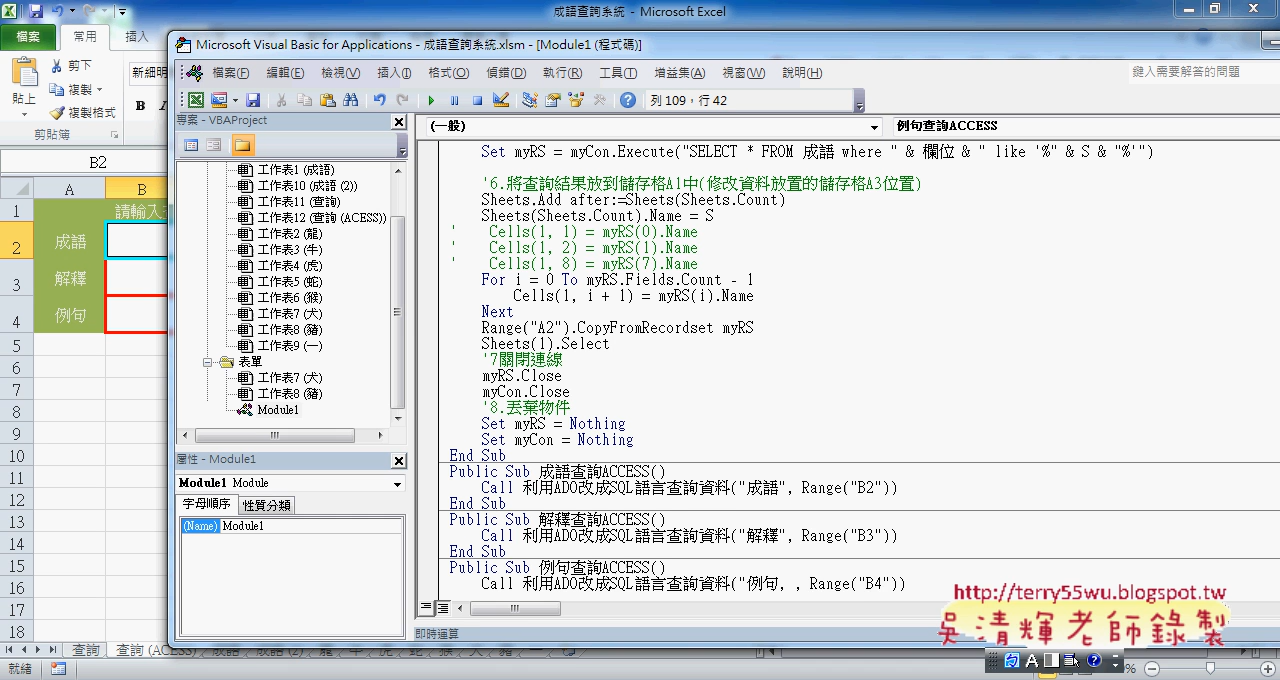 成語查詢系統 - Microsoft Excel
檔案 常用 插入
剪下
複製
複製格式
貼上
剪貼簿
新細明
B I
B2
A B
1 請輸入
2 成語
3 解釋
4 例句
5
6
7
8
9
10
11
12
13
14
15
16
17
18
Microsoft Visual Basic for Applications - 成語查詢系統.xlsm - [Module1 (程式碼)]
檔案(F) 編輯(E) 檢視(V) 插入(I) 格式(O) 偵錯(D) 執行(R) 工具(T) 增益集(A) 視窗(W) 說明(H) 鍵入需要解答的問題
列 109，行 42
專案 - VBAProject
工作表1 (成語)
工作表10 (成語 (2))
工作表11 (查詢)
工作表12 (查詢 (ACESS))
工作表2 (龍)
工作表3 (牛)
工作表4 (虎)
工作表5 (蛇)
工作表6 (猴)
工作表7 (犬)
工作表8 (豬)
工作表9 (一)
表單
工作表7 (犬)
工作表8 (豬)
Module1
屬性 - Module1
Module1 Module
字母順序 性質分類
(Name) Module1
(一般) 例句查詢ACCESS
Set myRS = myCon.Execute("SELECT * FROM 成語 where " & 欄位 & " like '%" & S & "%'")
'6.將查詢結果放到儲存格A1中(修改資料放置的儲存格A3位置)
Sheets.Add after:=Sheets(Sheets.Count)
Sheets(Sheets.Count).Name = S
' Cells(1, 1) = myRS(0).Name
' Cells(1, 2) = myRS(1).Name
' Cells(1, 8) = myRS(7).Name
For i = 0 To myRS.Fields.Count - 1
Cells(1, i + 1) = myRS(i).Name
Next
Range("A2").CopyFromRecordset myRS
Sheets(1).Select
'7關閉連線
myRS.Close
myCon.Close
'8.丟棄物件
Set myRS = Nothing
Set myCon = Nothing
End Sub
Public Sub 成語查詢ACCESS()
Call 利用ADO改成SQL語言查詢資料("成語", Range("B2"))
End Sub
Public Sub 解釋查詢ACCESS()
Call 利用ADO改成SQL語言查詢資料("解釋", Range("B3"))
End Sub
Public Sub 例句查詢ACCESS()
Call 利用ADO改成SQL語言查詢資料("例句, , Range("B4"))
即時運算
http://terry55wu.blogspot.tw
吳清輝老師錄製
查詢 查詢 (ACESS)
就緒